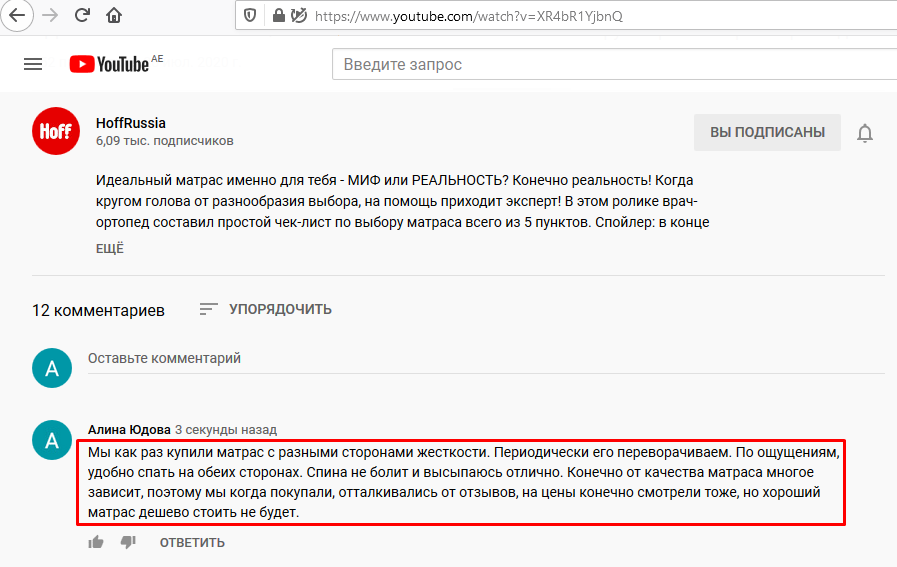 https://www.youtube.com/watch?v=XR4bR1YjbnQ
YouTube AE
Введите запрос
Hoff
HoffRussia
6,09 тыс. подписчиков
ВЫ ПОДПИСАНЫ
Идеальный матрас именно для тебя - МИФ или РЕАЛЬНОСТЬ? Конечно реальность! Когда
кругом голова от разнообразия выбора, на помощь приходит эксперт! В этом ролике врач-
ортопед составил простой чек-лист по выбору матраса всего из 5 пунктов. Спойлер: в конце
ЕЩЁ
12 комментариев
УПОРЯДОЧИТЬ
А
Оставьте комментарий
А
Алина Юдова 3 секунды назад
Мы как раз купили матрас с разными сторонами жесткости. Периодически его переворачиваем. По ощущениям,
удобно спать на обеих сторонах. Спина не болит и высыпаюсь отлично. Конечно от качества матраса многое
зависит, поэтому мы когда покупали, отталкивались от отзывов, на цены конечно смотрели тоже, но хороший
матрас дешево стоить не будет.
ОТВЕТИТЬ